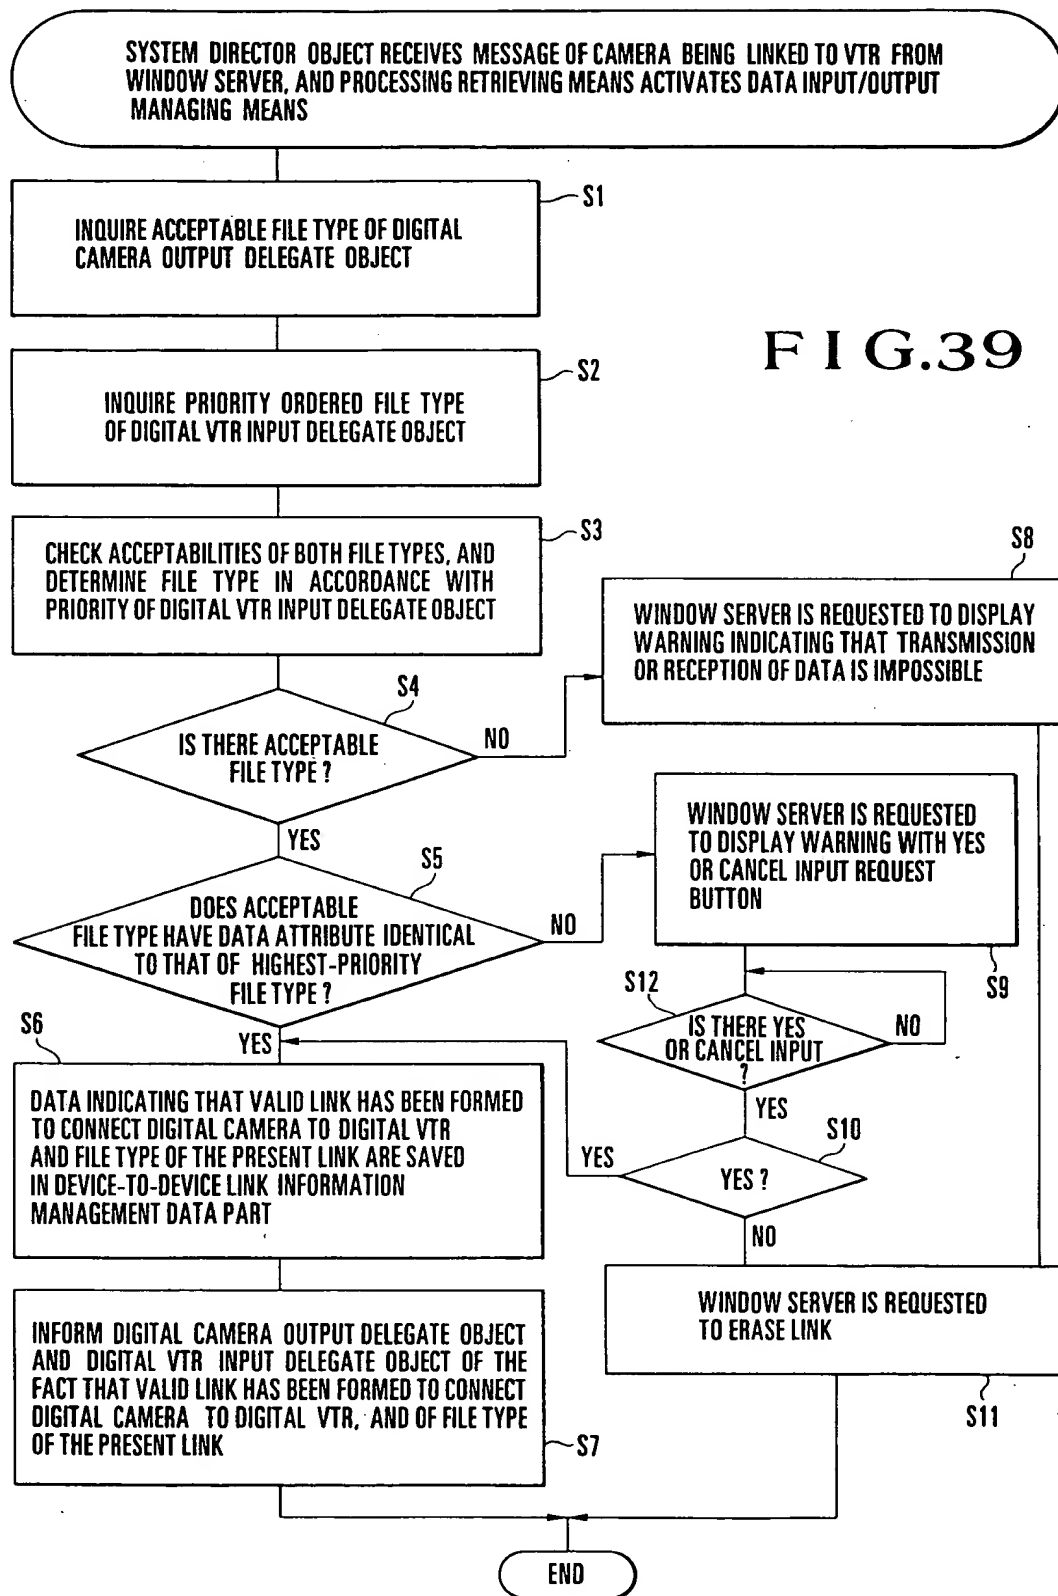 SYSTEM DIRECTOR OBJECT RECEIVES MESSAGE OF CAMERA BEING LINKED TO VTR FROM
WINDOW SERVER, AND PROCESSING RETRIEVING MEANS ACTIVATES DATA INPUT/OUTPUT
MANAGING MEANS
S1
INQUIRE ACCEPTABLE FILE TYPE OF DIGITAL
CAMERA OUTPUT DELEGATE OBJECT
FIG.39
S2
INQUIRE PRIORITY ORDERED FILE TYPE
OF DIGITAL VTR INPUT DELEGATE OBJECT
S3
CHECK ACCEPTABILITIES OF BOTH FILE TYPES, AND
DETERMINE FILE TYPE IN ACCORDANCE WITH
PRIORITY OF DIGITAL VTR INPUT DELEGATE OBJECT
S8
WINDOW SERVER IS REQUESTED TO DISPLAY
WARNING INDICATING THAT TRANSMISSION
OR RECEPTION OF DATA IS IMPOSSIBLE
S4
IS THERE ACCEPTABLE
FILE TYPE ?
NO
YES
S5
DOES ACCEPTABLE
FILE TYPE HAVE DATA ATTRIBUTE IDENTICAL
TO THAT OF HIGHEST-PRIORITY
FILE TYPE ?
NO
YES
WINDOW SERVER IS REQUESTED
TO DISPLAY WARNING WITH YES
OR CANCEL INPUT REQUEST
BUTTON
S9
S12
IS THERE YES
OR CANCEL INPUT
?
NO
YES
S10
YES ?
YES
NO
S6
DATA INDICATING THAT VALID LINK HAS BEEN FORMED
TO CONNECT DIGITAL CAMERA TO DIGITAL VTR
AND FILE TYPE OF THE PRESENT LINK ARE SAVED
IN DEVICE-TO-DEVICE LINK INFORMATION
MANAGEMENT DATA PART
WINDOW SERVER IS REQUESTED
TO ERASE LINK
S11
INFORM DIGITAL CAMERA OUTPUT DELEGATE OBJECT
AND DIGITAL VTR INPUT DELEGATE OBJECT OF THE
FACT THAT VALID LINK HAS BEEN FORMED TO CONNECT
DIGITAL CAMERA TO DIGITAL VTR, AND OF FILE TYPE
OF THE PRESENT LINK
S7
END